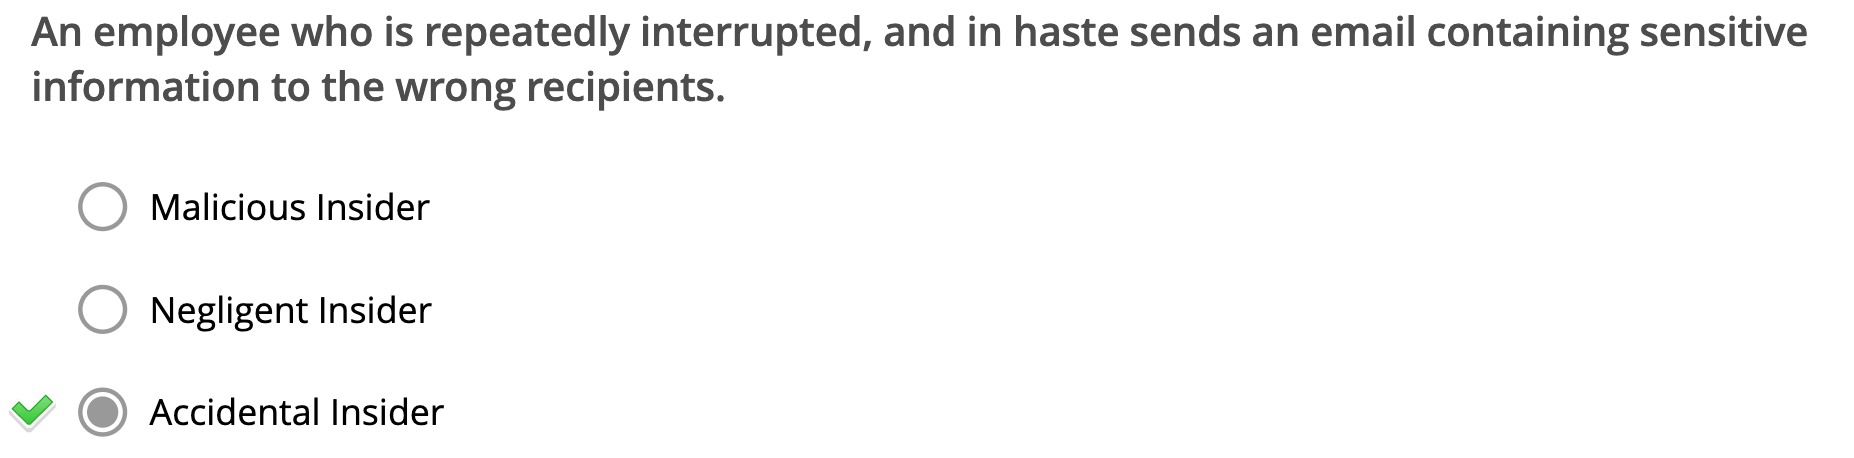 An employee who is repeatedly interrupted, and in haste sends an email containing sensitive
information to the wrong recipients.
Malicious Insider
Negligent Insider
Accidental Insider